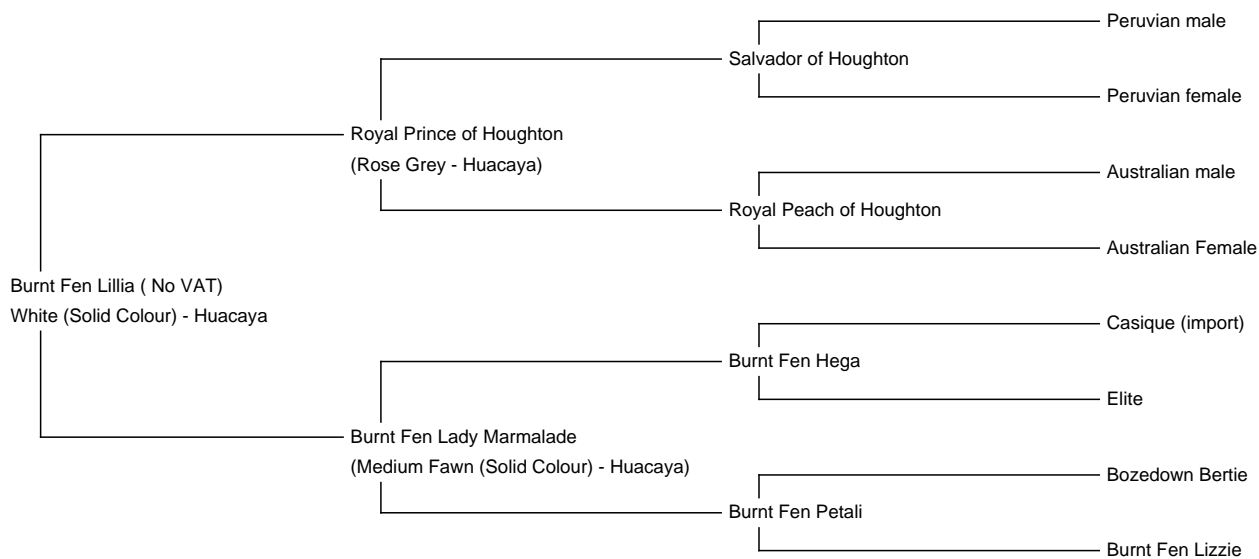 Peruvian male
Salvador of Houghton
Peruvian female
Royal Prince of Houghton
(Rose Grey - Huacaya)
Australian male
Royal Peach of Houghton
Australian Female
Burnt Fen Lillia ( No VAT)
White (Solid Colour) - Huacaya
Casique (import)
Burnt Fen Hega
Elite
Burnt Fen Lady Marmalade
(Medium Fawn (Solid Colour) - Huacaya)
Bozedown Bertie
Burnt Fen Petali
Burnt Fen Lizzie